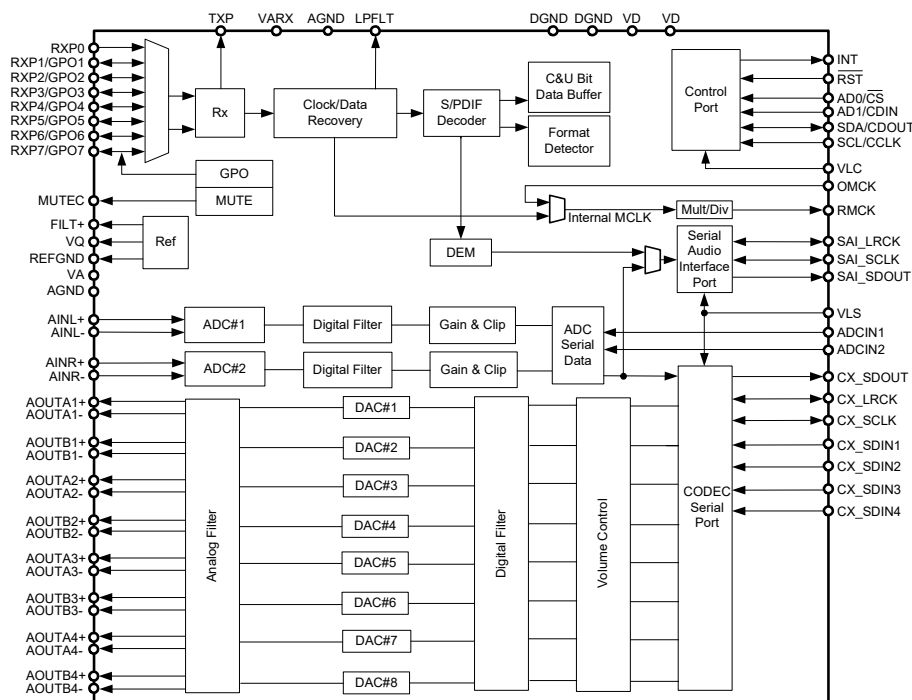 TXP VARX AGND LPFLT DGND DGND VD VD
RXP0
RXP1/GPO1
RXP2/GPO2
RXP3/GPO3
RXP4/GPO4
RXP5/GPO5
RXP6/GPO6
RXP7/GPO7
MUTEC
FILT+
VQ
REFGND
VA
AGND
AINL+
AINL-
AINR+
AINR-
AOUTA1+
AOUTA1-
AOUTB1+
AOUTB1-
AOUTA2+
AOUTA2-
AOUTB2+
AOUTB2-
AOUTA3+
AOUTA3-
AOUTB3+
AOUTB3-
AOUTA4+
AOUTA4-
AOUTB4+
AOUTB4-
Rx
Clock/Data
Recovery
S/PDIF
Decoder
C&U Bit
Data Buffer
Format
Detector
Control
Port
GPO
MUTE
Ref
Internal MCLK
Mult/Div
DEM
Serial
Audio
Interface
Port
ADC#1
Digital Filter
Gain & Clip
ADC
Serial
Data
ADC#2
Digital Filter
Gain & Clip
Analog Filter
DAC#1
DAC#2
DAC#3
DAC#4
DAC#5
DAC#6
DAC#7
DAC#8
Digital Filter
Volume Control
CODEC
Serial
Port
INT
RST
AD0/CS
AD1/CDIN
SDA/CDOUT
SCL/CCLK
VLC
OMCK
RMCK
SAI_LRCK
SAI_SCLK
SAI_SDOUT
VLS
ADCIN1
ADCIN2
CX_SDOUT
CX_LRCK
CX_SCLK
CX_SDIN1
CX_SDIN2
CX_SDIN3
CX_SDIN4